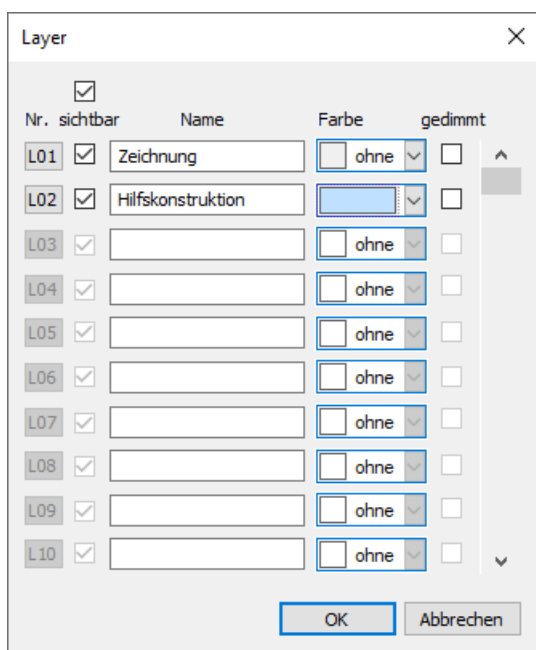 Layer
Nr. sichtbar Name Farbe gedimmt
L01 Zeichnung ohne
L02 Hilfskonstruktion
L03 ohne
L04 ohne
L05 ohne
L06 ohne
L07 ohne
L08 ohne
L09 ohne
L10 ohne
OK Abbrechen